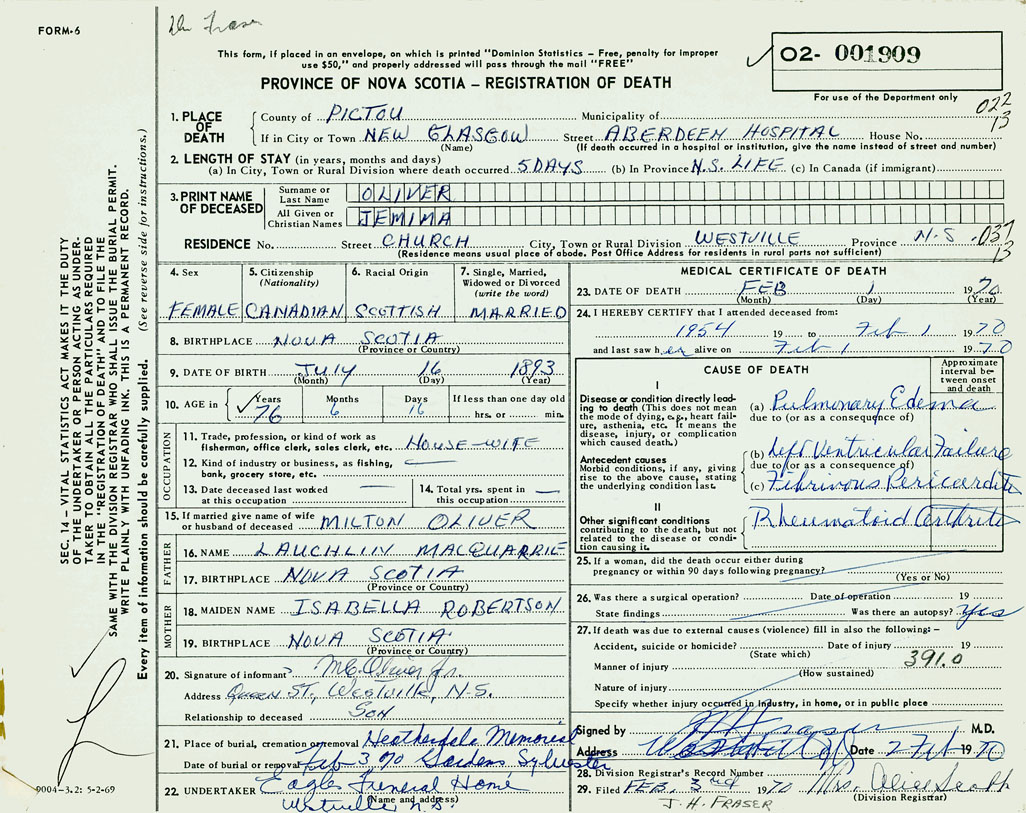 FORM-6
Dr Fraser
This form, if placed in an envelope, on which is printed "Dominion Statistics – Free, penalty for improper
use $50," and properly addressed will pass through the mail "FREE"
PROVINCE OF NOVA SCOTIA – REGISTRATION OF DEATH
02- 001909
For use of the Department only
022
13
1. PLACE OF DEATH
County of PICTOU Municipality of
If in City or Town NEW GLASGOW Street ABERDEEN HOSPITAL House No.
(Name) (If death occurred in a hospital or institution, give the name instead of street and number)
2. LENGTH OF STAY (in years, months and days)
(a) In City, Town or Rural Division where death occurred 5 DAYS (b) In Province N.S. LIFE (c) In Canada (if immigrant)
3. PRINT NAME OF DECEASED
Surname or Last Name OLIVER
All Given or Christian Names JEMIMA
RESIDENCE No. Street CHURCH City, Town or Rural Division WESTVILLE Province N.S. 037
13
(Residence means usual place of abode. Post Office Address for residents in rural parts not sufficient)
4. Sex
FEMALE
5. Citizenship (Nationality)
CANADIAN
6. Racial Origin
SCOTTISH
7. Single, Married, Widowed or Divorced (write the word)
MARRIED
8. BIRTHPLACE NOVA SCOTIA
(Province or Country)
9. DATE OF BIRTH JULY 16 1893
(Month) (Day) (Year)
10. AGE in Years Months Days If less than one day old
76 6 16 hrs. or min.
OCCUPATION
11. Trade, profession, or kind of work as
fisherman, office clerk, sales clerk, etc. HOUSE-WIFE
12. Kind of industry or business, as fishing,
bank, grocery store, etc.
13. Date deceased last worked
at this occupation
14. Total yrs. spent in
this occupation
15. If married give name of wife
or husband of deceased MILTON OLIVER
FATHER
16. NAME LAUCHLIN MACQUARRIE
17. BIRTHPLACE NOVA SCOTIA
(Province or Country)
MOTHER
18. MAIDEN NAME ISABELLA ROBERTSON
19. BIRTHPLACE NOVA SCOTIA
(Province or Country)
20. Signature of informant M.C. Oliver Jr.
Address Queen ST., Westville, N.S.
Relationship to deceased SON
21. Place of burial, cremation or removal Heatherdale Memorial
Date of burial or removal Feb 3 70 Gardens Sylvester
22. UNDERTAKER Eagles Funeral Home
(Name and address)
Westville N.S.
MEDICAL CERTIFICATE OF DEATH
23. DATE OF DEATH FEB 1 1970
(Month) (Day) (Year)
24. I HEREBY CERTIFY that I attended deceased from:
1954 19 to Feb 1 1970
and last saw her alive on Feb 1 1970
CAUSE OF DEATH
Approximate interval between onset and death
I
Disease or condition directly leading to death (This does not mean the mode of dying, e.g., heart failure, asthenia, etc. It means the disease, injury, or complication which caused death.)
(a) Pulmonary Edema
due to (or as a consequence of)
Antecedent causes
Morbid conditions, if any, giving rise to the above cause, stating the underlying condition last.
(b) Left Ventricular Failure
due to (or as a consequence of)
(c) Fibrinous Pericarditis
II
Other significant conditions
contributing to the death, but not related to the disease or condition causing it.
Rheumatoid Arthritis
25. If a woman, did the death occur either during
pregnancy or within 90 days following pregnancy?
(Yes or No)
26. Was there a surgical operation? Date of operation 19
State findings Was there an autopsy? Yes
27. If death was due to external causes (violence) fill in also the following: –
Accident, suicide or homicide? Date of injury 19
(State which) 391.0
Manner of injury
(How sustained)
Nature of injury
Specify whether injury occurred in Industry, in home, or in public place
Signed by J H Fraser M.D.
Address Westville Date 2 Feb 1970
28. Division Registrar's Record Number
29. Filed FEB. 3rd 1970 Mrs. Olive Scott
(Division Registrar)
J. H. FRASER
SEC. 14 – VITAL STATISTICS ACT MAKES IT THE DUTY
OF THE UNDERTAKER OR PERSON ACTING AS UNDER-
TAKER TO OBTAIN ALL THE PARTICULARS REQUIRED
IN THE "REGISTRATION OF DEATH" AND TO FILE THE
SAME WITH THE DIVISION REGISTRAR WHO SHALL ISSUE THE BURIAL PERMIT.
WRITE PLAINLY WITH UNFADING INK. THIS IS A PERMANENT RECORD.
Every item of information should be carefully supplied. (See reverse side for instructions.)
9004-3.2: 5-2-69